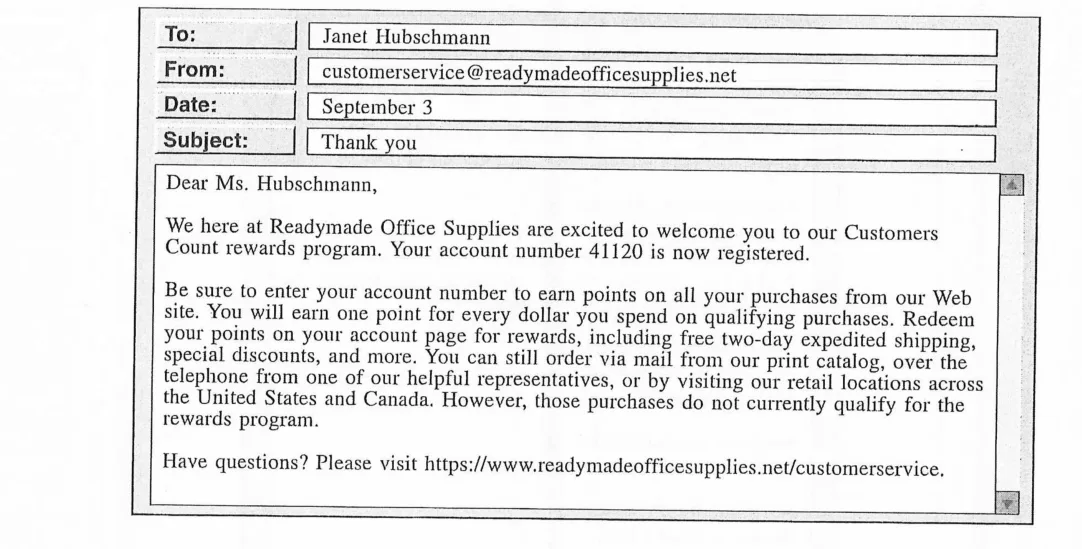 To: Janet Hubschmann
From: customerservice@readymadeofficesupplies.net
Date: September 3
Subject: Thank you
Dear Ms. Hubschmann,
We here at Readymade Office Supplies are excited to welcome you to our Customers
Count rewards program. Your account number 41120 is now registered.
Be sure to enter your account number to earn points on all your purchases from our Web
site. You will earn one point for every dollar you spend on qualifying purchases. Redeem
your points on your account page for rewards, including free two-day expedited shipping,
special discounts, and more. You can still order via mail from our print catalog, over the
telephone from one of our helpful representatives, or by visiting our retail locations across
the United States and Canada. However, those purchases do not currently qualify for the
rewards program.
Have questions? Please visit https://www.readymadeofficesupplies.net/customerservice.